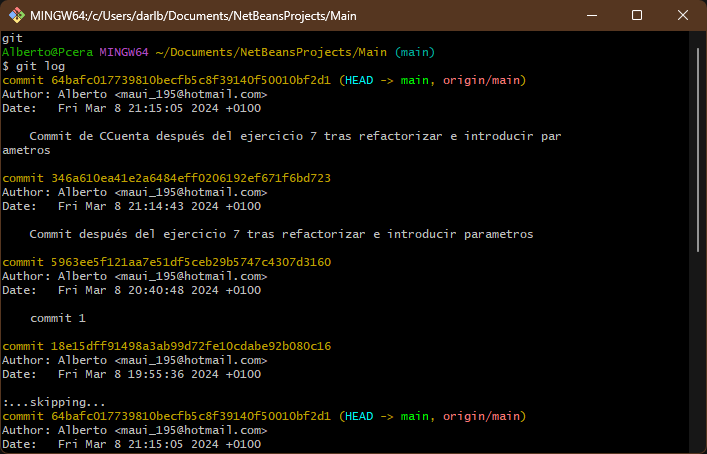 MINGW64:/c/Users/darlb/Documents/NetBeansProjects/Main
git
Alberto@Pcera MINGW64 ~/Documents/NetBeansProjects/Main (main)
$ git log
commit 64bafc017739810becfb5c8f39140f50010bf2d1 (HEAD -> main, origin/main)
Author: Alberto <maui_195@hotmail.com>
Date:   Fri Mar 8 21:15:05 2024 +0100

    Commit de CCuenta después del ejercicio 7 tras refactorizar e introducir par
ametros

commit 346a610ea41e2a6484eff0206192ef671f6bd723
Author: Alberto <maui_195@hotmail.com>
Date:   Fri Mar 8 21:14:43 2024 +0100

    Commit después del ejercicio 7 tras refactorizar e introducir parametros

commit 5963ee5f121aa7e51df5ceb29b5747c4307d3160
Author: Alberto <maui_195@hotmail.com>
Date:   Fri Mar 8 20:40:48 2024 +0100

    commit 1

commit 18e15dff91498a3ab99d72fe10cdabe92b080c16
Author: Alberto <maui_195@hotmail.com>
Date:   Fri Mar 8 19:55:36 2024 +0100

:...skipping...
commit 64bafc017739810becfb5c8f39140f50010bf2d1 (HEAD -> main, origin/main)
Author: Alberto <maui_195@hotmail.com>
Date:   Fri Mar 8 21:15:05 2024 +0100